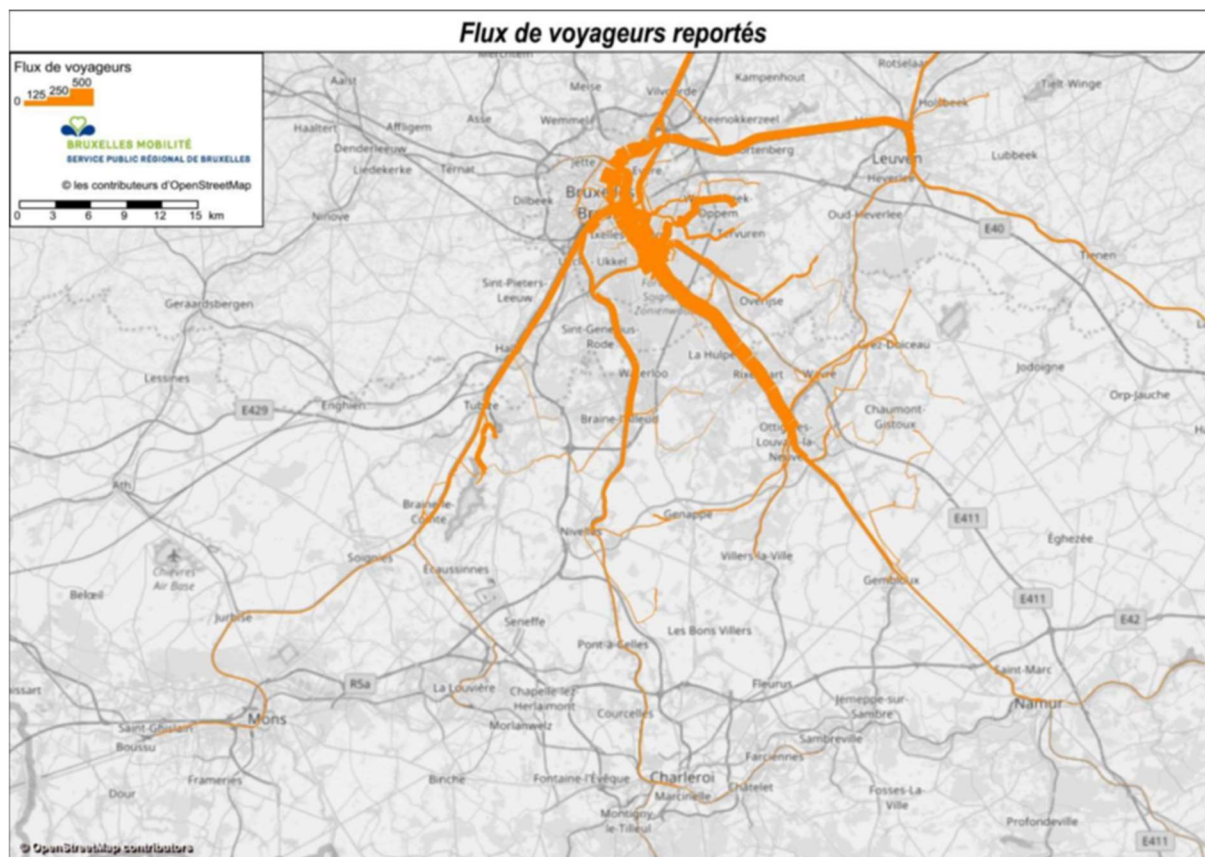 Flux de voyageurs reportés
Flux de voyageurs
0 125 250 500
BRUXELLES MOBILITÉ
SERVICE PUBLIC RÉGIONAL DE BRUXELLES
© les contributeurs d'OpenStreetMap
0 3 6 9 12 15 km
Merchtem
Aalst
Meise
Vilvoorde
Kampenhout
Rotselaar
Tielt-Winge
Holsbeek
Haaltert
Affligem
Asse
Wemmel
Steenokkerzeel
Denderleeuw
Liedekerke
Ternat
Jette
Evere
Leuven
Lubbeek
Heverlee
Bruxelles
Dilbeek
Ninove
Oppem
Oud-Heverlee
E40
Tervuren
Tienen
Ukkel
Sint-Pieters-
Leeuw
Geraardsbergen
Overijse
Sint-Genesius-
Rode
La Hulpe
Grez-Doiceau
Jodoigne
Lessines
Waterloo
Rixensart
Wavre
Orp-Jauche
Enghien
E429
Tubize
Braine-l'Alleud
Chaumont-
Gistoux
Ottignies-
Louvain-la-
Neuve
Ath
Braine-le-
Comte
Genappe
E411
Nivelles
Éghezée
Soignies
Écaussinnes
Villers-la-Ville
Chièvres
Air Base
Gembloux
Belœil
E411
E42
Jurbise
Seneffe
Les Bons Villers
Pont-à-Celles
Saint-Marc
R5a
La Louvière
Chapelle-lez-
Herlaimont
Fleurus
Jemeppe-sur-
Sambre
Namur
Mons
Saint-Ghislain
Boussu
Morlanwelz
Courcelles
Sambreville
Farciennes
Frameries
Binche
Fontaine-l'Évêque
Charleroi
Châtelet
Marcinelle
Dour
Fosses-La-
Ville
Montigny-
le-Tilleul
Profondeville
E411
© OpenStreetMap contributors